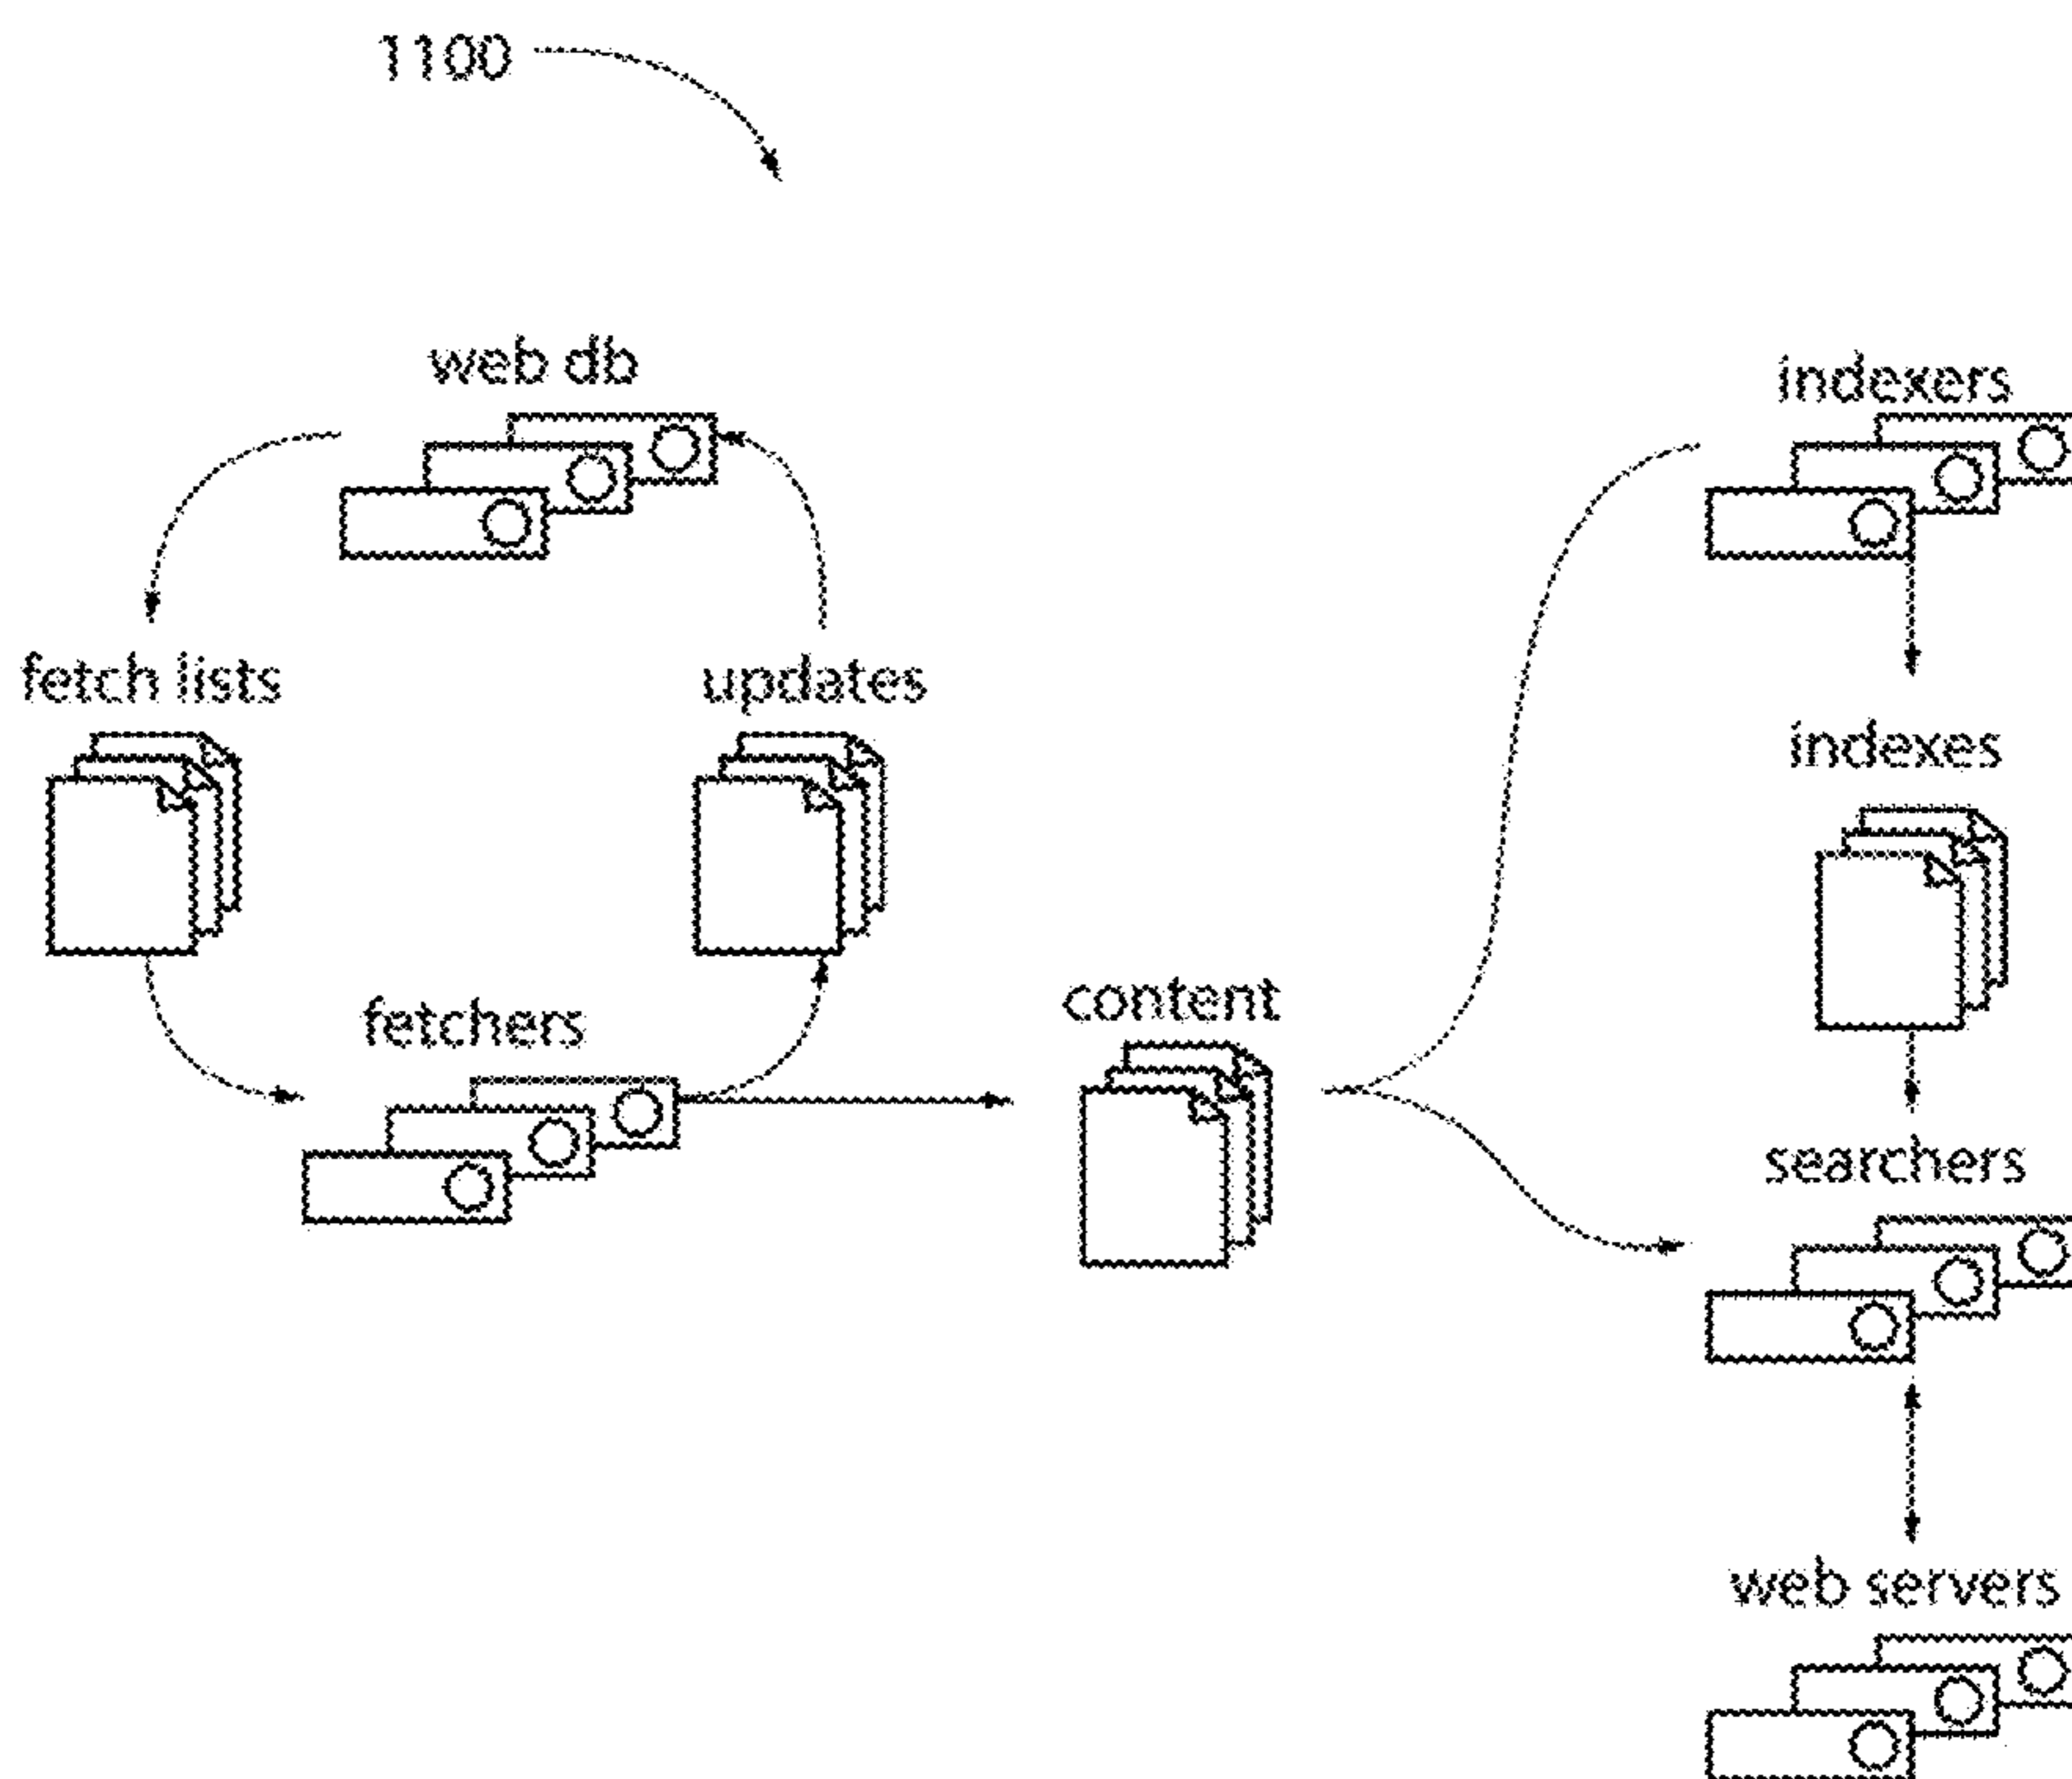 1100
web db
indexers
fetch lists
updates
indexes
fetchers
content
searchers
web servers